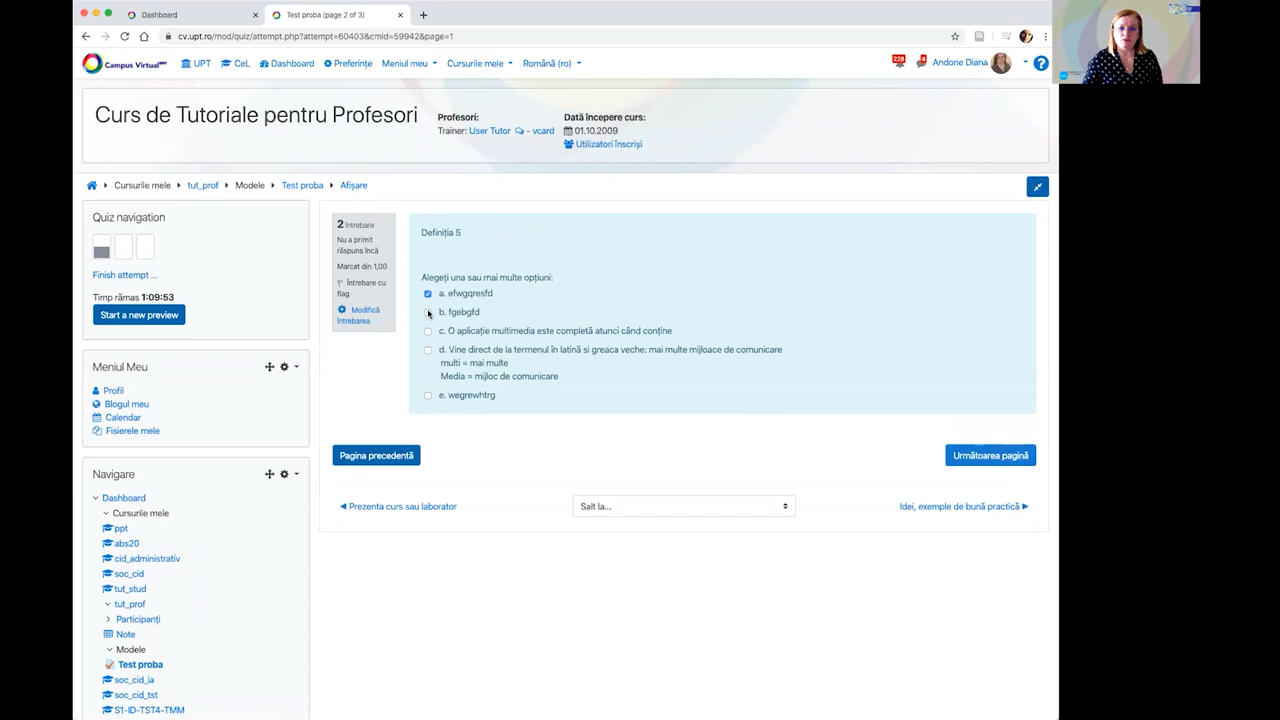 Dashboard
Test proba (page 2 of 3)
cv.upt.ro/mod/quiz/attempt.php?attempt=60403&cmid=59942&page=1
Campus Virtual UPT
UPT
CeL
Dashboard
Preferințe
Meniul meu
Cursurile mele
Română (ro)
Andone Diana
Curs de Tutoriale pentru Profesori
Profesori:
Trainer: User Tutor - vcard
Dată începere curs:
01.10.2009
Utilizatori înscriși
Cursurile mele
tut_prof
Modele
Test proba
Afișare
Quiz navigation
Finish attempt ...
Timp rămas 1:09:53
Start a new preview
2 Întrebare
Nu a primit
răspuns încă
Marcat din 1,00
Întrebare cu
flag
Modifică
întrebarea
Definiția 5
Alegeți una sau mai multe opțiuni:
a. efwgqresfd
b. fgebgfd
c. O aplicație multimedia este completă atunci când conține
d. Vine direct de la termenul în latină si greaca veche: mai multe mijloace de comunicare
multi = mai multe
Media = mijloc de comunicare
e. wegrewhtrg
Pagina precedentă
Următoarea pagină
◀ Prezenta curs sau laborator
Salt la...
Idei, exemple de bună practică ▶
Meniul Meu
Profil
Blogul meu
Calendar
Fisierele mele
Navigare
Dashboard
Cursurile mele
ppt
abs20
cid_administrativ
soc_cid
tut_stud
tut_prof
Participanți
Note
Modele
Test proba
soc_cid_ia
soc_cid_tst
S1-ID-TST4-TMM